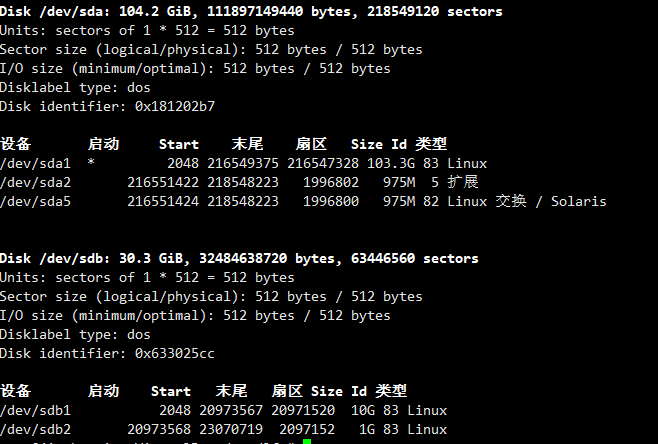 Disk /dev/sda: 104.2 GiB, 111897149440 bytes, 218549120 sectors
Units: sectors of 1 * 512 = 512 bytes
Sector size (logical/physical): 512 bytes / 512 bytes
I/O size (minimum/optimal): 512 bytes / 512 bytes
Disklabel type: dos
Disk identifier: 0x181202b7
设备 启动 Start 末尾 扇区 Size Id 类型
/dev/sda1 * 2048 216549375 216547328 103.3G 83 Linux
/dev/sda2 216551422 218548223 1996802 975M 5 扩展
/dev/sda5 216551424 218548223 1996800 975M 82 Linux 交换 / Solaris
Disk /dev/sdb: 30.3 GiB, 32484638720 bytes, 63446560 sectors
Units: sectors of 1 * 512 = 512 bytes
Sector size (logical/physical): 512 bytes / 512 bytes
I/O size (minimum/optimal): 512 bytes / 512 bytes
Disklabel type: dos
Disk identifier: 0x633025cc
设备 启动 Start 末尾 扇区 Size Id 类型
/dev/sdb1 2048 20973567 20971520 10G 83 Linux
/dev/sdb2 20973568 23070719 2097152 1G 83 Linux